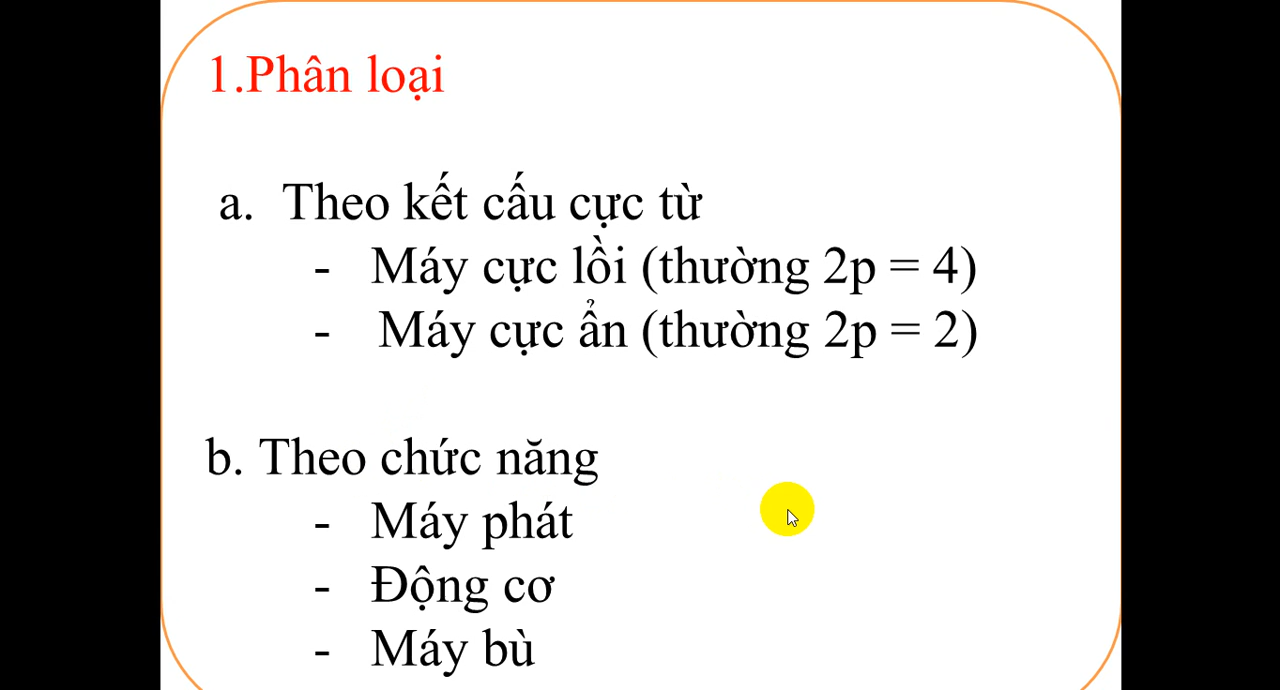 1.Phân loại
a. Theo kết cấu cực từ
- Máy cực lồi (thường 2p = 4)
- Máy cực ẩn (thường 2p = 2)
b. Theo chức năng
- Máy phát
- Động cơ
- Máy bù